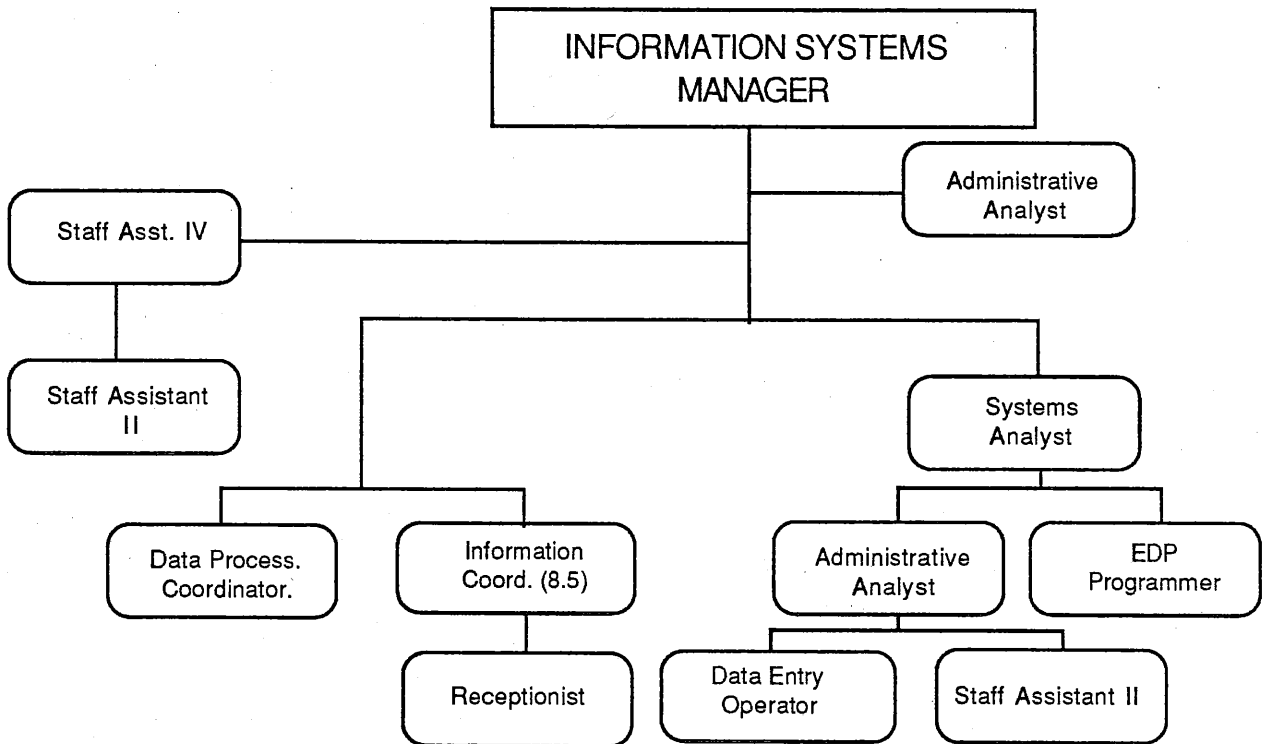 INFORMATION SYSTEMS
MANAGER
Administrative
Analyst
Staff Asst. IV
Staff Assistant
II
Systems
Analyst
Data Process.
Coordinator.
Information
Coord. (8.5)
Administrative
Analyst
EDP
Programmer
Receptionist
Data Entry
Operator
Staff Assistant II